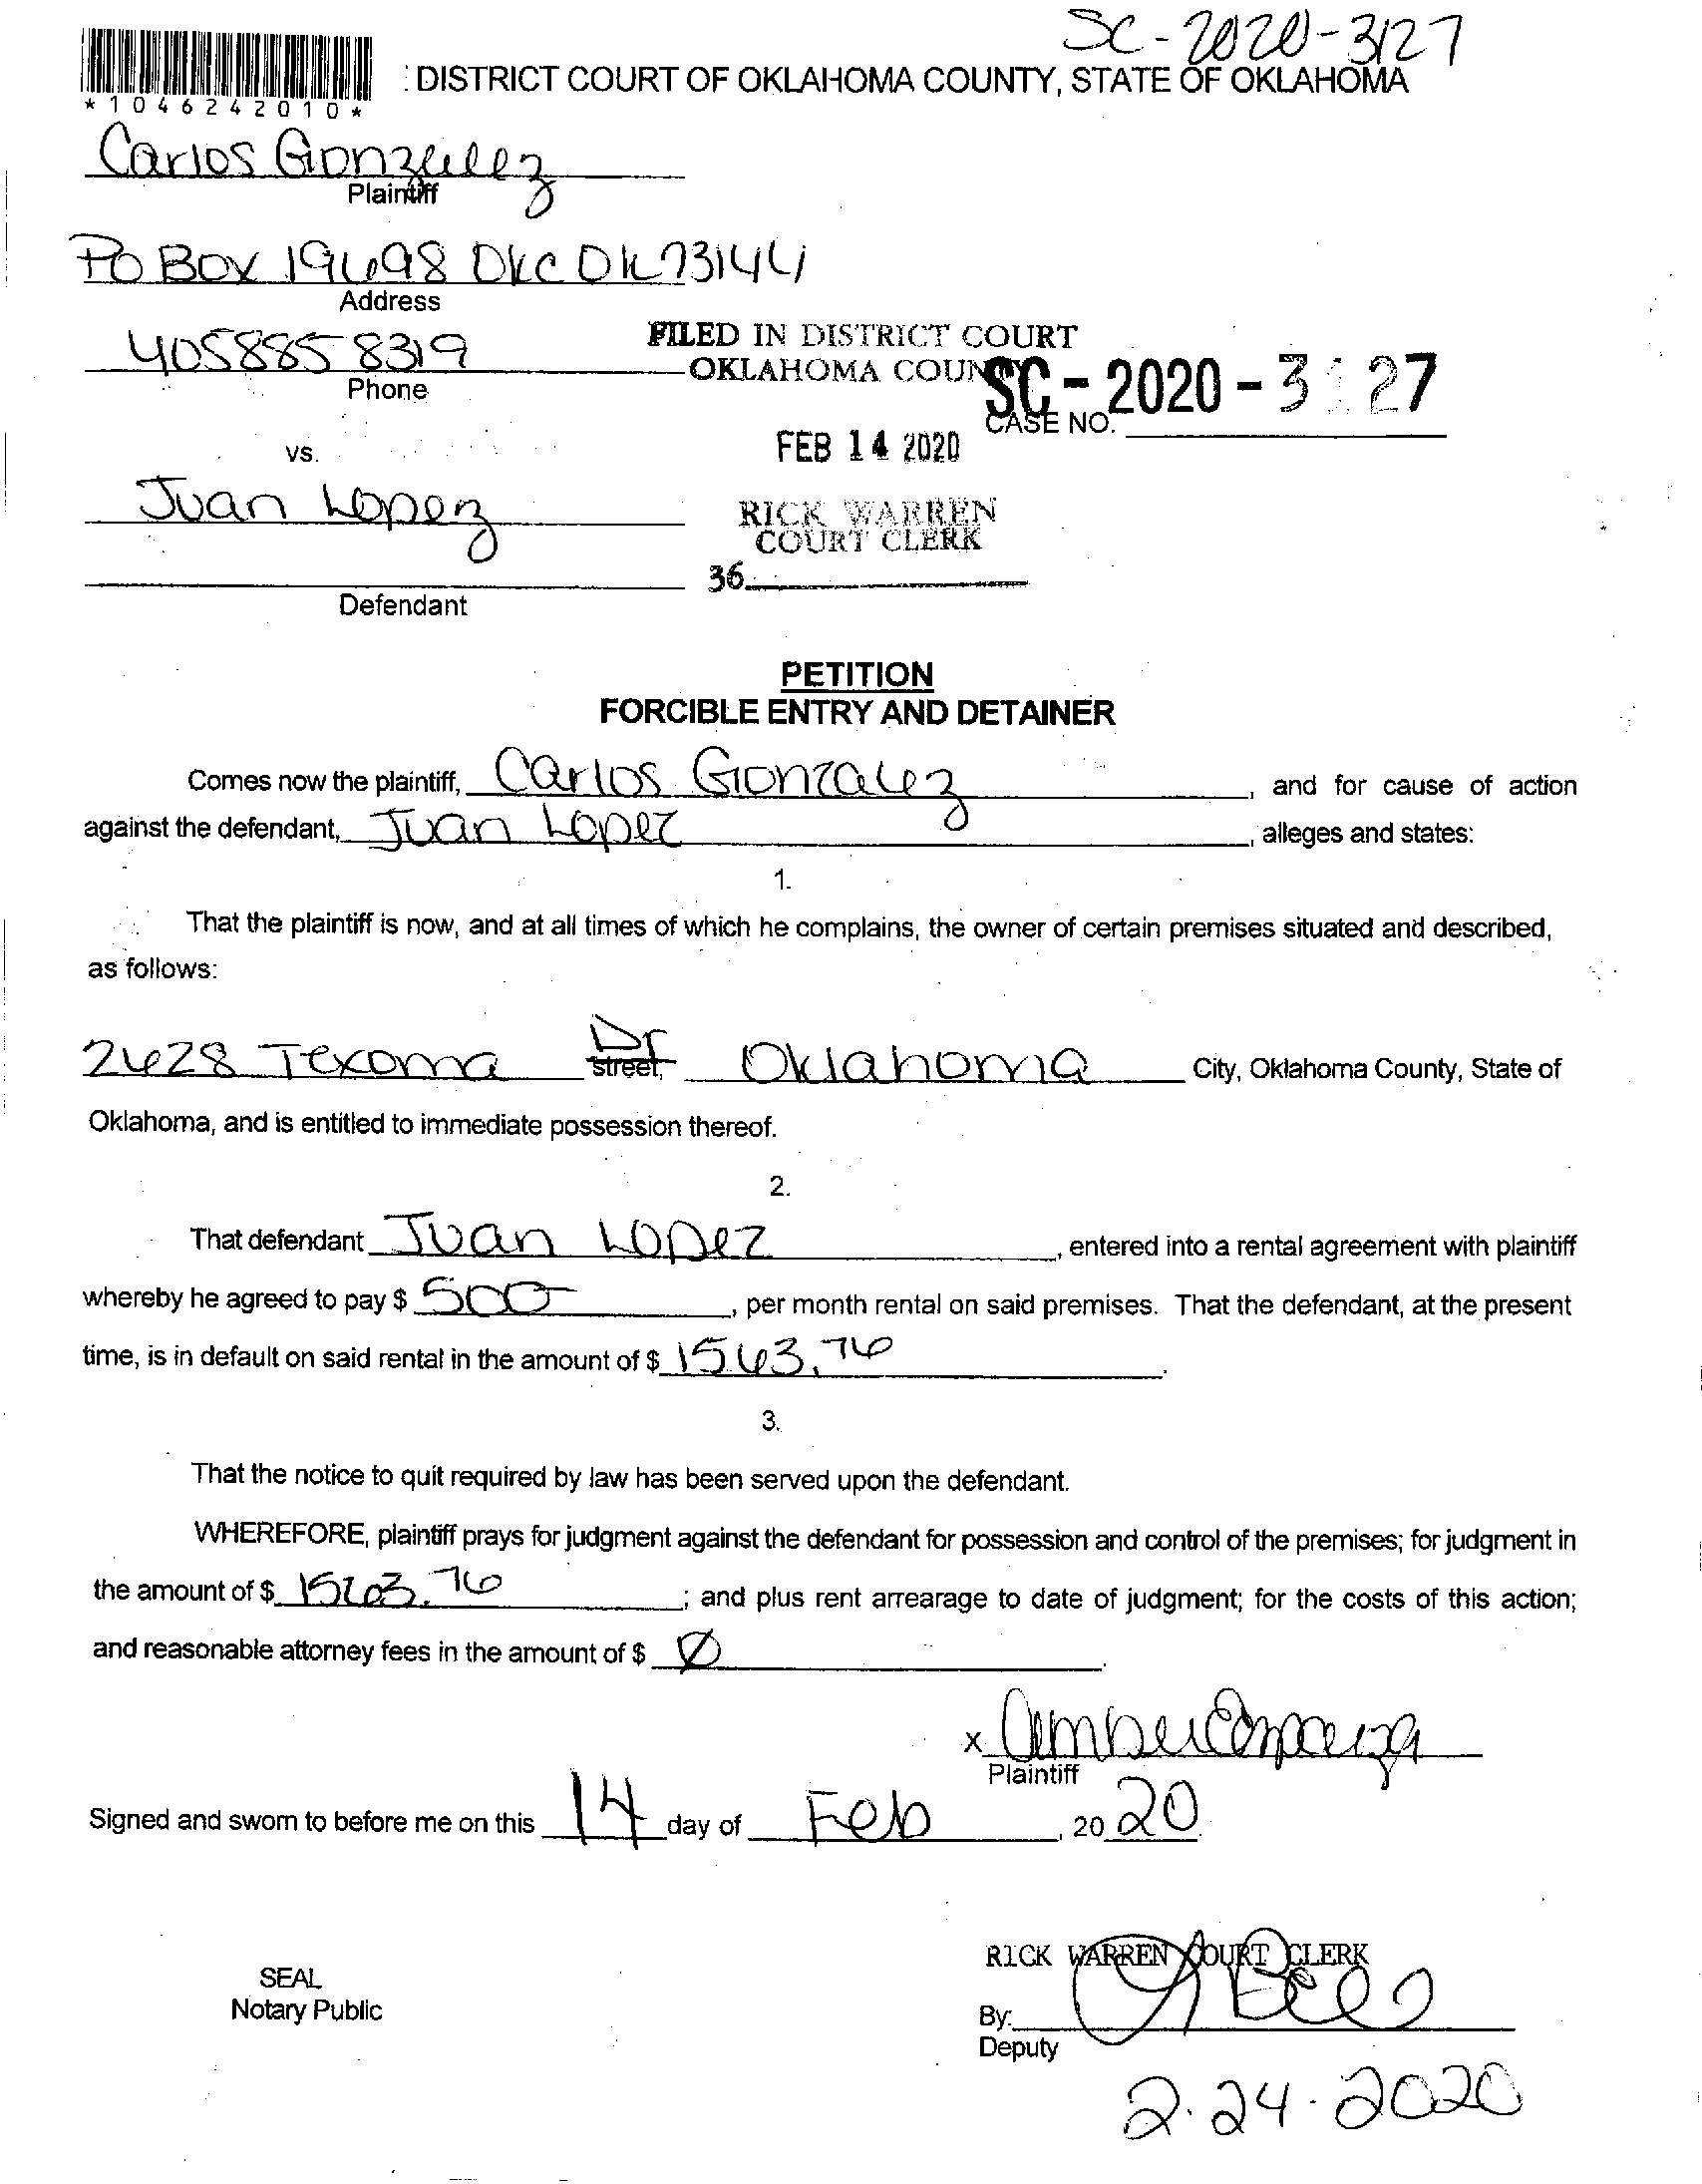 SC-2020-3127
*1046242010*
: DISTRICT COURT OF OKLAHOMA COUNTY, STATE OF OKLAHOMA
Carlos Gonzalez
Plaintiff
PO Box 19698 OKC OK 73144
Address
405 885 8319
Phone
FILED IN DISTRICT COURT
OKLAHOMA COUNTY
SC-2020-3127
CASE NO.
vs.
FEB 14 2020
Juan Lopez
RICK WARREN
COURT CLERK
36
Defendant
PETITION
FORCIBLE ENTRY AND DETAINER
Comes now the plaintiff, Carlos Gonzalez, and for cause of action
against the defendant, Juan Lopez, alleges and states:
1.
That the plaintiff is now, and at all times of which he complains, the owner of certain premises situated and described,
as follows:
2628 Texoma Dr street, Oklahoma City, Oklahoma County, State of
Oklahoma, and is entitled to immediate possession thereof.
2.
That defendant Juan Lopez, entered into a rental agreement with plaintiff
whereby he agreed to pay $ 500, per month rental on said premises. That the defendant, at the present
time, is in default on said rental in the amount of $ 1563.76.
3.
That the notice to quit required by law has been served upon the defendant.
WHEREFORE, plaintiff prays for judgment against the defendant for possession and control of the premises; for judgment in
the amount of $ 1563.76; and plus rent arrearage to date of judgment; for the costs of this action;
and reasonable attorney fees in the amount of $ Ø.
x
Plaintiff
Signed and sworn to before me on this 14 day of Feb, 20 20
RICK WARREN COURT CLERK
SEAL
Notary Public
By:
Deputy
2.24.2020